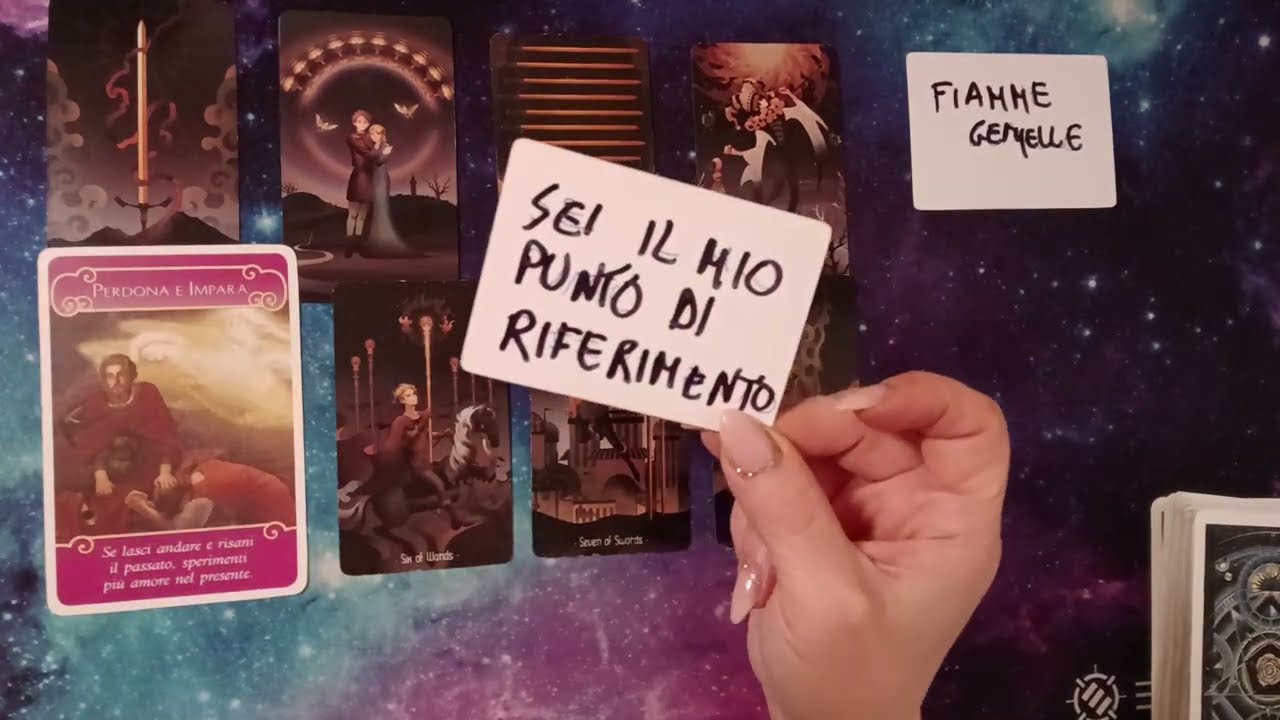 FIAMME
GEMELLE
SEI IL MIO
PUNTO DI
RIFERIMENTO
PERDONA E IMPARA
Se lasci andare e risani
il passato, sperimenti
più amore nel presente.
· Six of Wands ·
· Seven of Swords ·